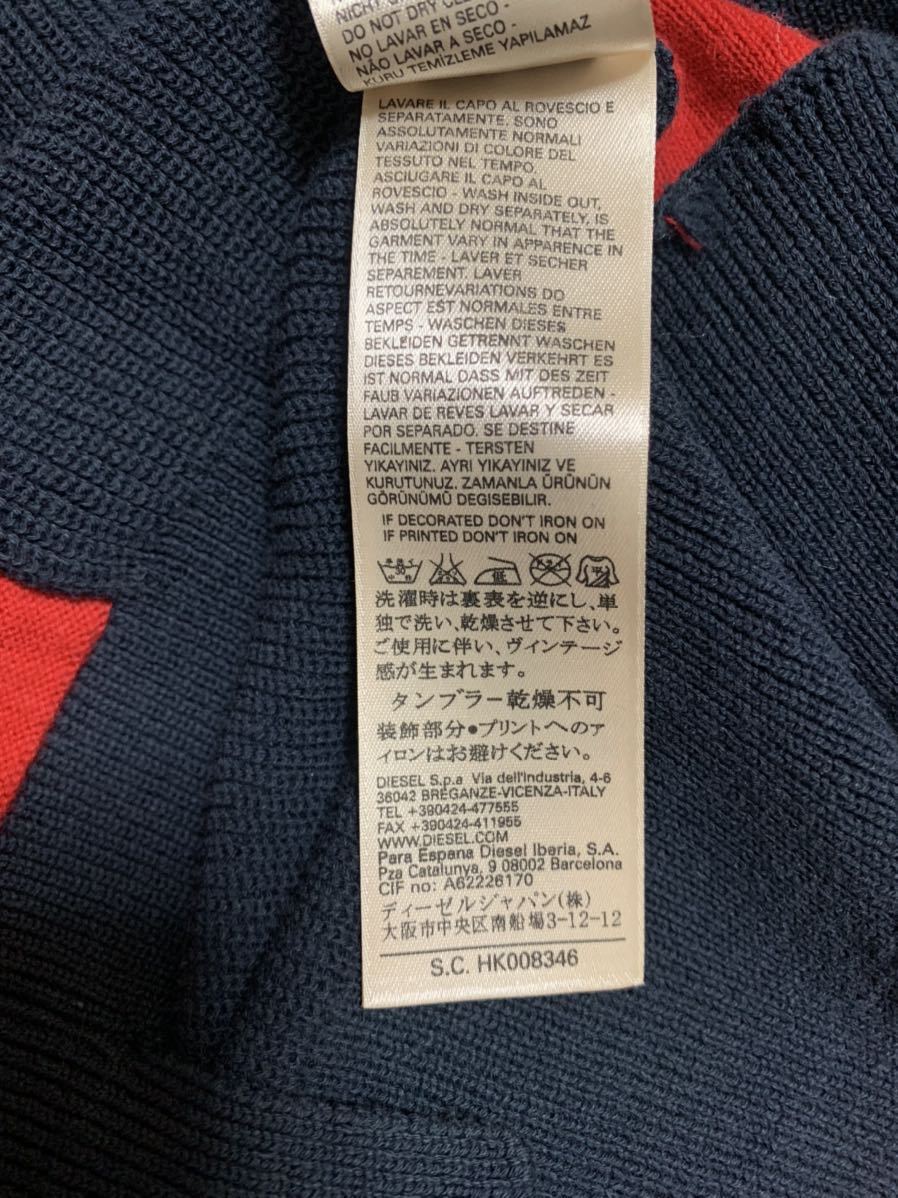 DO NOT DRY CLE
NO LAVAR EN SECO -
NÃO LAVAR A SECO -
KURU TEMIZLEME YAPILAMAZ
LAVARE IL CAPO AL ROVESCIO E
SEPARATAMENTE. SONO
ASSOLUTAMENTE NORMALI
VARIAZIONI DI COLORE DEL
TESSUTO NEL TEMPO.
ASCIUGARE IL CAPO AL
ROVESCIO - WASH INSIDE OUT,
WASH AND DRY SEPARATELY, IS
ABSOLUTELY NORMAL THAT THE
GARMENT VARY IN APPARENCE IN
THE TIME - LAVER ET SECHER
SEPAREMENT. LAVER
RETOURNEVARIATIONS DO
ASPECT EST NORMALES ENTRE
TEMPS - WASCHEN DIESES
BEKLEIDEN GETRENNT WASCHEN
DIESES BEKLEIDEN VERKEHRT ES
IST NORMAL DASS MIT DES ZEIT
FAUB VARIAZIONEN AUFTREDEN -
LAVAR DE REVES LAVAR Y SECAR
POR SEPARADO. SE DESTINE
FACILMENTE - TERSTEN
YIKAYINIZ. AYRI YIKAYINIZ VE
KURUTUNUZ. ZAMANLA ÜRÜNÜN
GÖRÜNÜMÜ DEGISEBILIR.
IF DECORATED DON'T IRON ON
IF PRINTED DON'T IRON ON
30 低 平
洗濯時は裏表を逆にし、単
独で洗い、乾燥させて下さい。
ご使用に伴い、ヴィンテージ
感が生まれます。
タンブラー乾燥不可
装飾部分●プリントへのア
イロンはお避けください。
DIESEL S.p.a Via dell'Industria, 4-6
36042 BREGANZE-VICENZA-ITALY
TEL +390424-477555
FAX +390424-411955
WWW.DIESEL.COM
Para Espana Diesel Iberia, S.A.
Pza Catalunya, 9 08002 Barcelona
CIF no: A62226170
ディーゼルジャパン(株)
大阪市中央区南船場3-12-12
S.C. HK008346